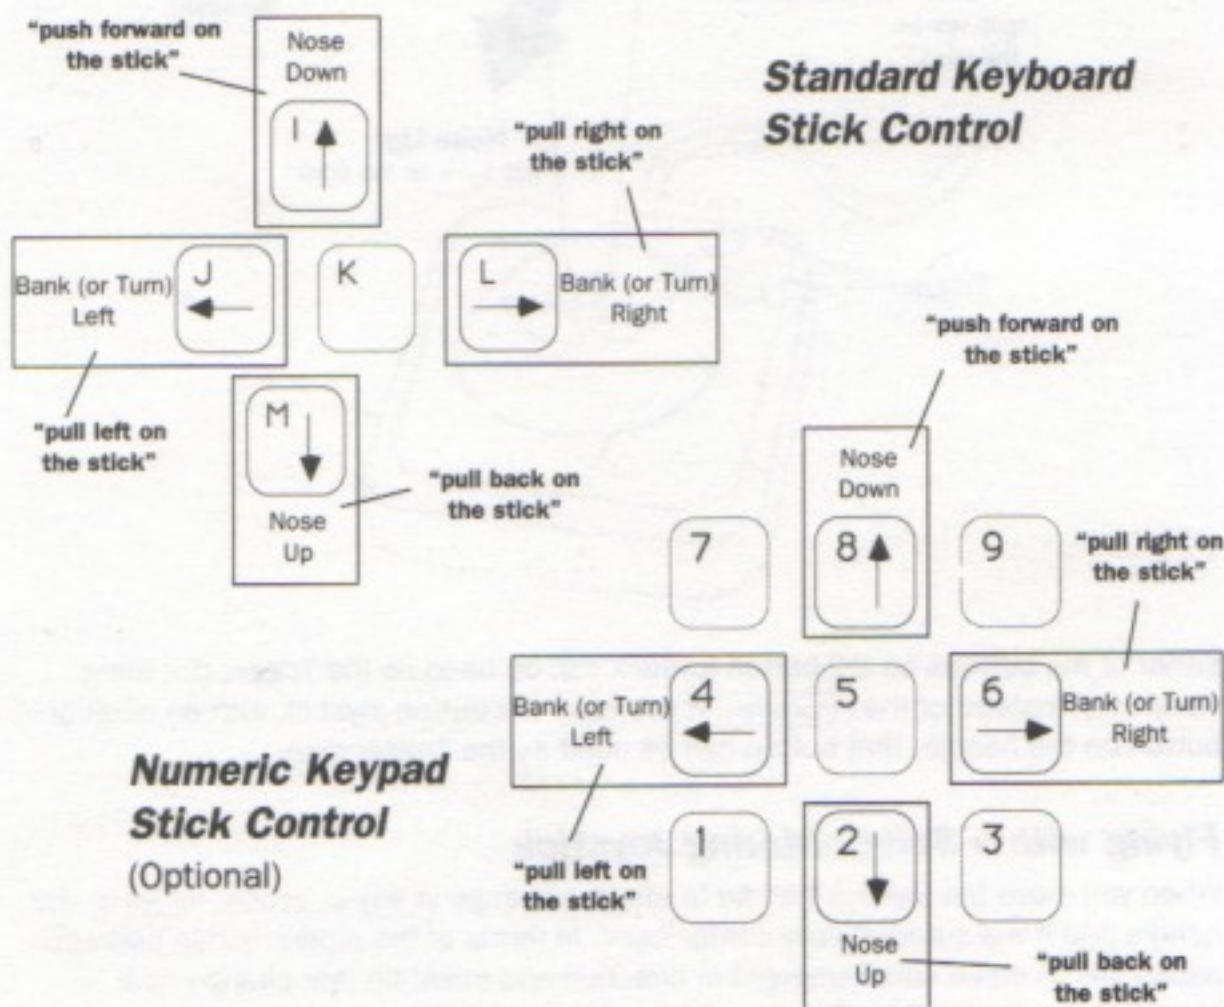 "push forward on
the stick"
Nose
Down
I
Standard Keyboard
Stick Control
"pull right on
the stick"
Bank (or Turn)
Left
J
K
L
Bank (or Turn)
Right
"pull left on
the stick"
M
Nose
Up
"pull back on
the stick"
"push forward on
the stick"
Nose
Down
7
8
9
"pull right on
the stick"
Bank (or Turn)
Left
4
5
6
Bank (or Turn)
Right
Numeric Keypad
Stick Control
(Optional)
"pull left on
the stick"
1
2
3
Nose
Up
"pull back on
the stick"